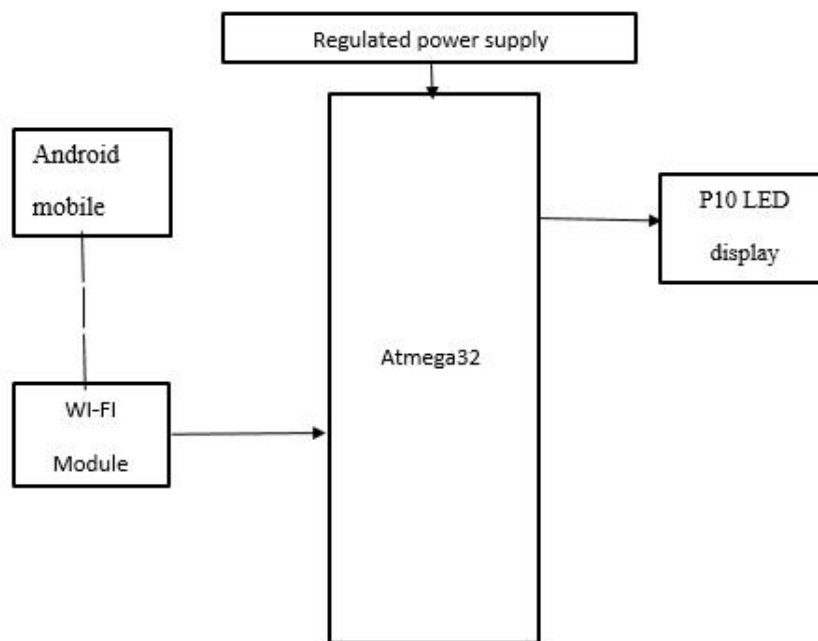 Regulated power supply
Android
mobile
P10 LED
display
Atmega32
WI-FI
Module